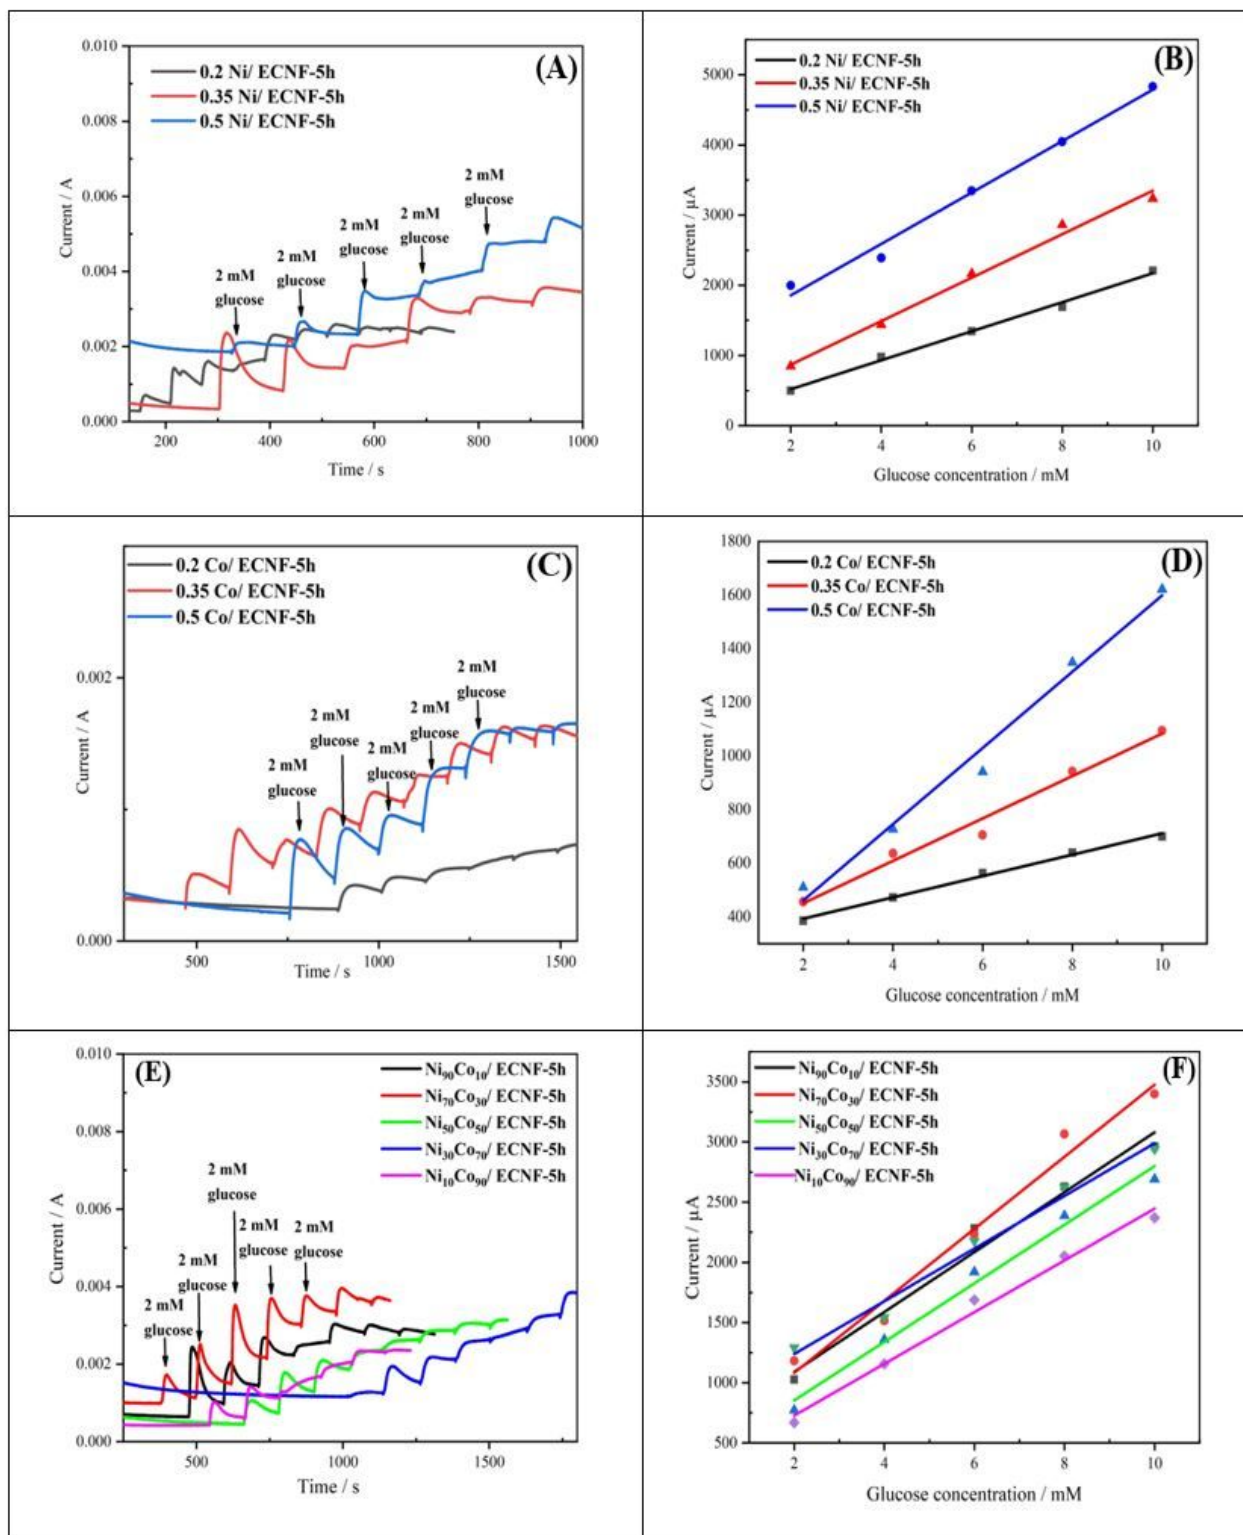 (A)
0.2 Ni/ ECNF-5h
0.35 Ni/ ECNF-5h
0.5 Ni/ ECNF-5h
0.010
0.008
0.006
0.004
0.002
0.000
Current / A
2 mM
glucose
2 mM
glucose
2 mM
glucose
2 mM
glucose
2 mM
glucose
200
400
600
800
1000
Time / s
(B)
0.2 Ni/ ECNF-5h
0.35 Ni/ ECNF-5h
0.5 Ni/ ECNF-5h
5000
4000
3000
2000
1000
0
Current / µA
2
4
6
8
10
Glucose concentration / mM
(C)
0.2 Co/ ECNF-5h
0.35 Co/ ECNF-5h
0.5 Co/ ECNF-5h
0.002
0.000
Current / A
2 mM
glucose
2 mM
glucose
2 mM
glucose
2 mM
glucose
2 mM
glucose
500
1000
1500
Time / s
(D)
0.2 Co/ ECNF-5h
0.35 Co/ ECNF-5h
0.5 Co/ ECNF-5h
1800
1600
1400
1200
1000
800
600
400
Current / µA
2
4
6
8
10
Glucose concentration / mM
(E)
Ni₉₀Co₁₀/ ECNF-5h
Ni₇₀Co₃₀/ ECNF-5h
Ni₅₀Co₅₀/ ECNF-5h
Ni₃₀Co₇₀/ ECNF-5h
Ni₁₀Co₉₀/ ECNF-5h
0.010
0.008
0.006
0.004
0.002
0.000
Current / A
2 mM
glucose
2 mM
glucose
2 mM
glucose
2 mM
glucose
2 mM
glucose
500
1000
1500
Time / s
(F)
Ni₉₀Co₁₀/ ECNF-5h
Ni₇₀Co₃₀/ ECNF-5h
Ni₅₀Co₅₀/ ECNF-5h
Ni₃₀Co₇₀/ ECNF-5h
Ni₁₀Co₉₀/ ECNF-5h
3500
3000
2500
2000
1500
1000
500
Current / µA
2
4
6
8
10
Glucose concentration / mM